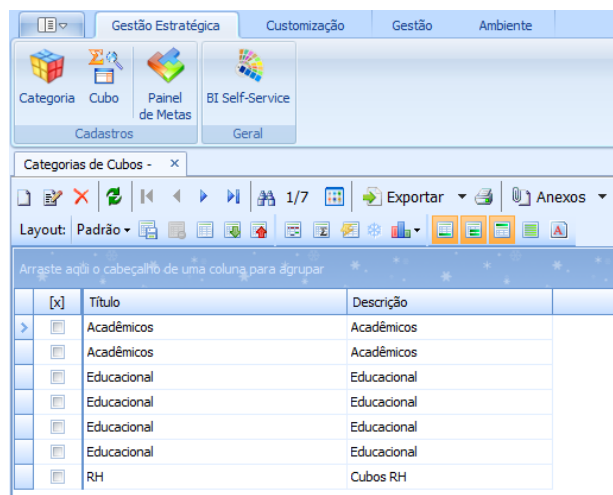 Gestão Estratégica Customização Gestão Ambiente
Categoria Cubo Painel de Metas BI Self-Service
Cadastros Geral
Categorias de Cubos - ×
1/7 Exportar Anexos
Layout: Padrão
Arraste aqui o cabeçalho de uma coluna para agrupar
[x] Título Descrição
Acadêmicos Acadêmicos
Acadêmicos Acadêmicos
Educacional Educacional
Educacional Educacional
Educacional Educacional
Educacional Educacional
RH Cubos RH